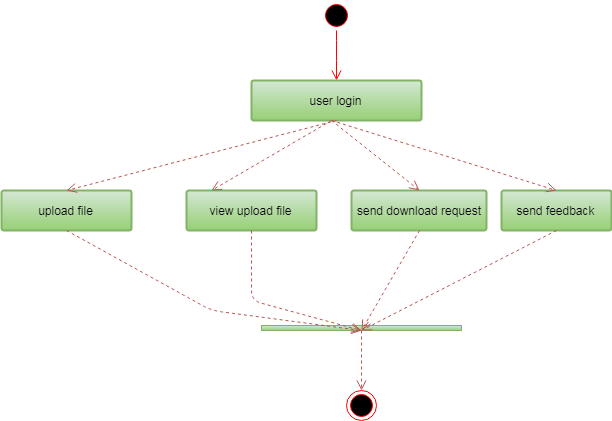 user login
upload file
view upload file
send download request
send feedback